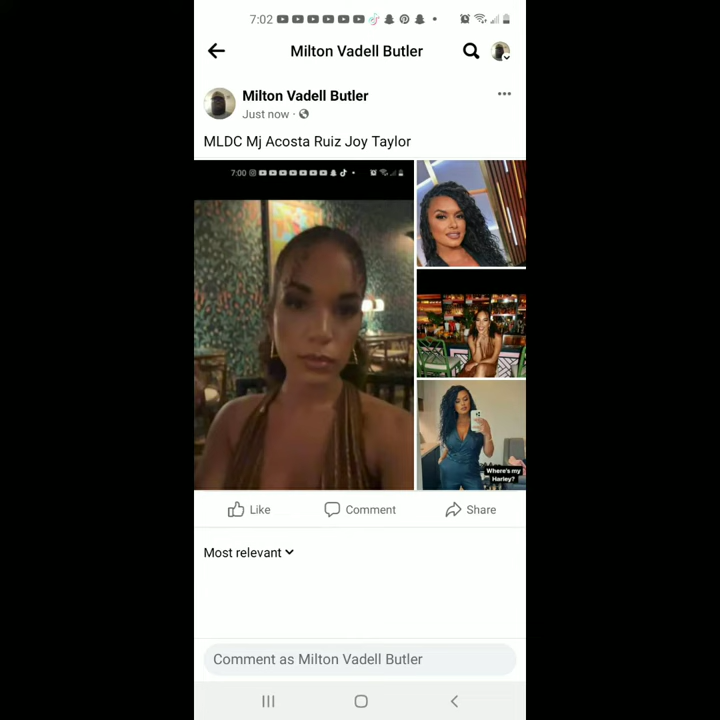 7:02
Milton Vadell Butler
Milton Vadell Butler
Just now ·
MLDC Mj Acosta Ruiz Joy Taylor
7:00
Where's my
Harley?
Like
Comment
Share
Most relevant
Comment as Milton Vadell Butler